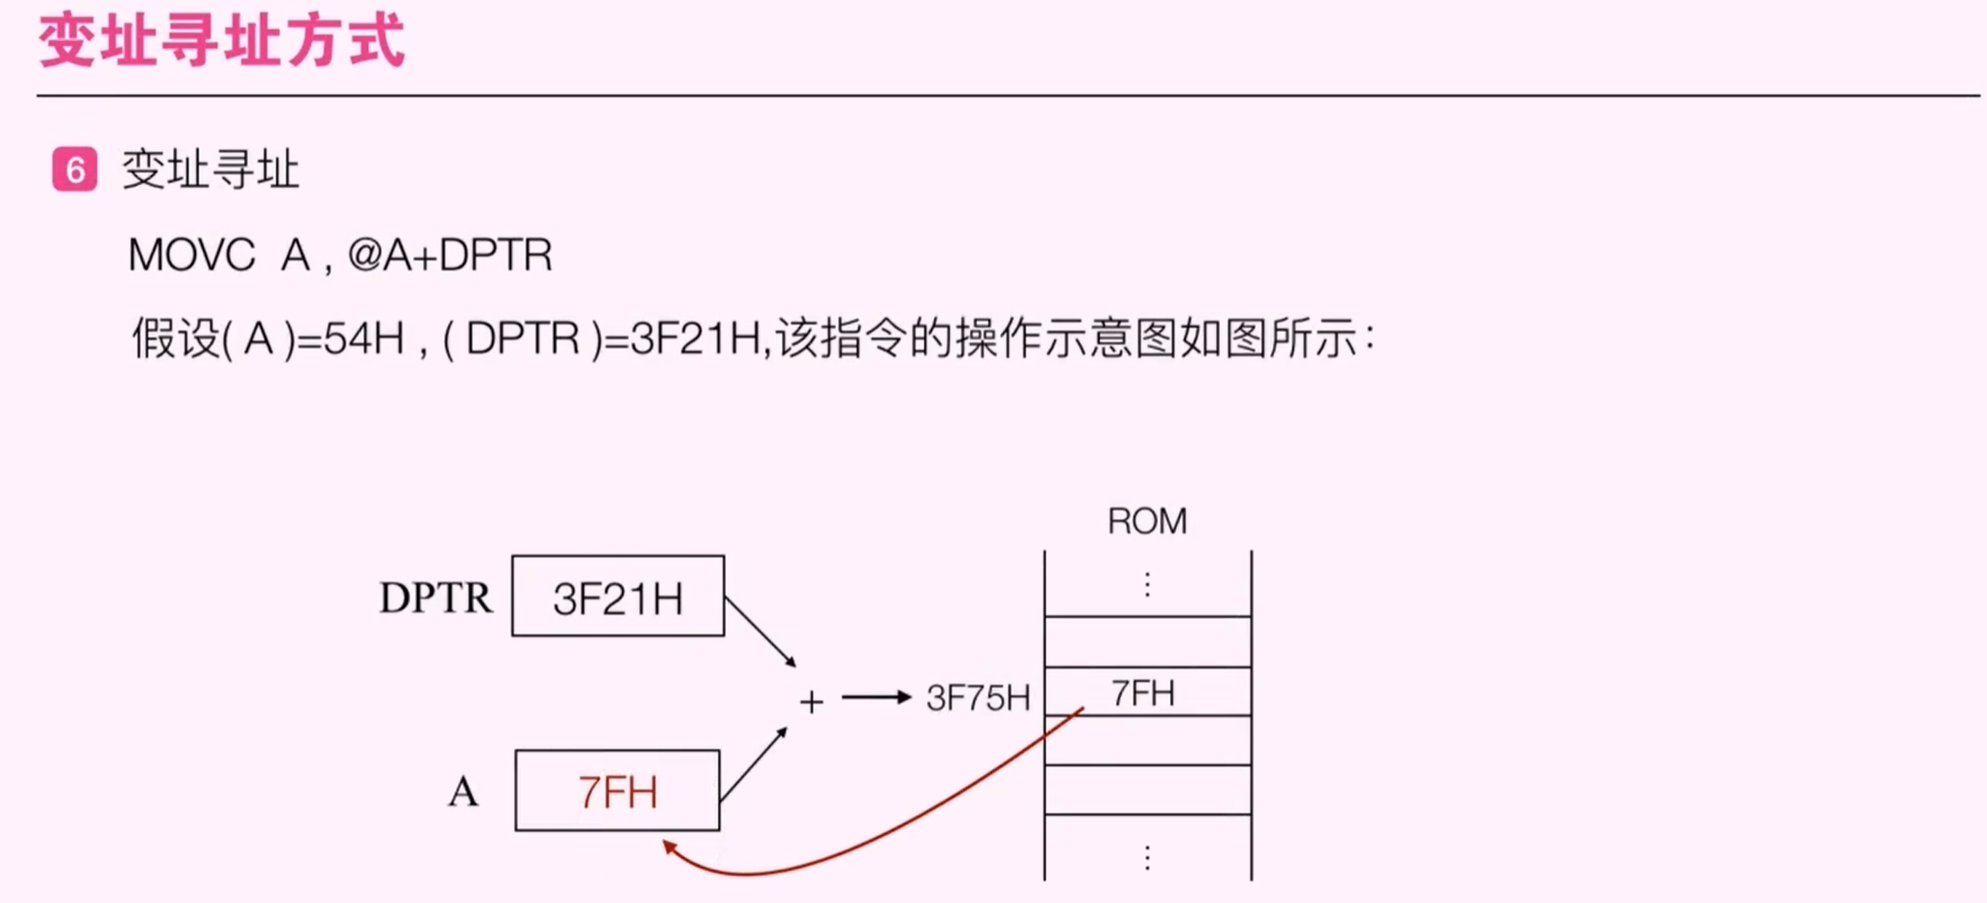 变址寻址方式
6 变址寻址
MOVC A , @A+DPTR
假设( A )=54H , ( DPTR )=3F21H,该指令的操作示意图如图所示：
ROM
⋮
DPTR 3F21H
+ 3F75H 7FH
A 7FH
⋮